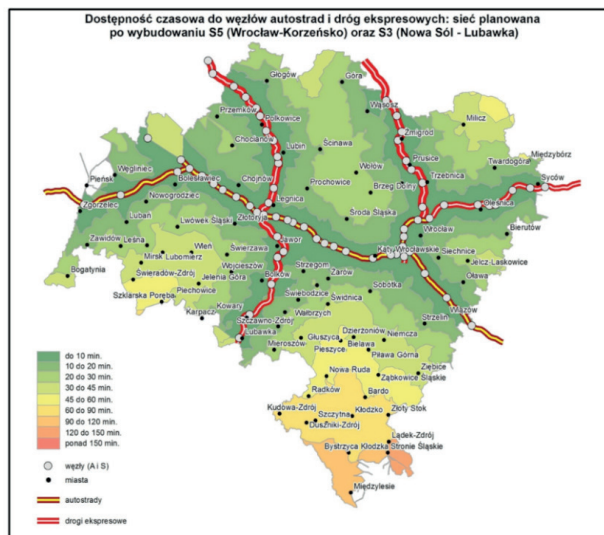 Dostępność czasowa do węzłów autostrad i dróg ekspresowych: sieć planowana
po wybudowaniu S5 (Wrocław-Korzeńsko) oraz S3 (Nowa Sól - Lubawka)
Głogów
Góra
Przemków
Polkowice
Wąsosz
Milicz
Chocianów
Lubin
Ścinawa
Żmigród
Międzybórz
Twardogóra
Prusice
Syców
Pieńsk
Węgliniec
Bolesławiec
Chojnów
Wołów
Trzebnica
Prochowice
Brzeg Dolny
Legnica
Oleśnica
Zgorzelec
Nowogrodziec
Lubań
Lwówek Śląski
Złotoryja
Środa Śląska
Wrocław
Bierutów
Zawidów
Leśna
Jawor
Kąty Wrocławskie
Siechnice
Jelcz-Laskowice
Bogatynia
Mirsk
Lubomierz
Wleń
Świerzawa
Wojcieszów
Strzegom
Żarów
Oława
Świeradów-Zdrój
Jelenia Góra
Bolków
Sobótka
Szklarska Poręba
Piechowice
Świebodzice
Świdnica
Kowary
Wałbrzych
Karpacz
Szczawno-Zdrój
Strzelin
Wiązów
Lubawka
Głuszyca
Dzierżoniów
Niemcza
Mieroszów
Pieszyce
Bielawa
Piława Górna
Ziębice
Nowa Ruda
Ząbkowice Śląskie
Radków
Bardo
Kudowa-Zdrój
Szczytna
Kłodzko
Złoty Stok
Duszniki-Zdrój
Lądek-Zdrój
Bystrzyca Kłodzka
Stronie Śląskie
Międzylesie
do 10 min.
10 do 20 min.
20 do 30 min.
30 do 45 min.
45 do 60 min.
60 do 90 min.
90 do 120 min.
120 do 150 min.
ponad 150 min.
węzły (A i S)
miasta
autostrady
drogi ekspresowe